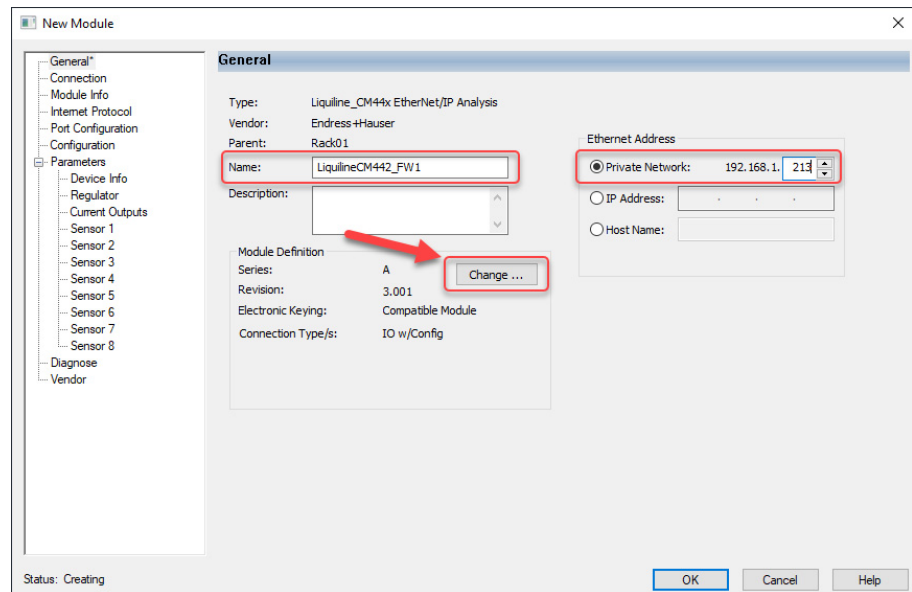 New Module
General*
Connection
Module Info
Internet Protocol
Port Configuration
Configuration
Parameters
Device Info
Regulator
Current Outputs
Sensor 1
Sensor 2
Sensor 3
Sensor 4
Sensor 5
Sensor 6
Sensor 7
Sensor 8
Diagnose
Vendor
General
Type: Liquiline_CM44x EtherNet/IP Analysis
Vendor: Endress+Hauser
Parent: Rack01
Name: LiquilineCM442_FW1
Description:
Module Definition
Series: A
Change ...
Revision: 3.001
Electronic Keying: Compatible Module
Connection Type/s: IO w/Config
Ethernet Address
Private Network: 192.168.1. 213
IP Address: . . .
Host Name:
Status: Creating
OK Cancel Help